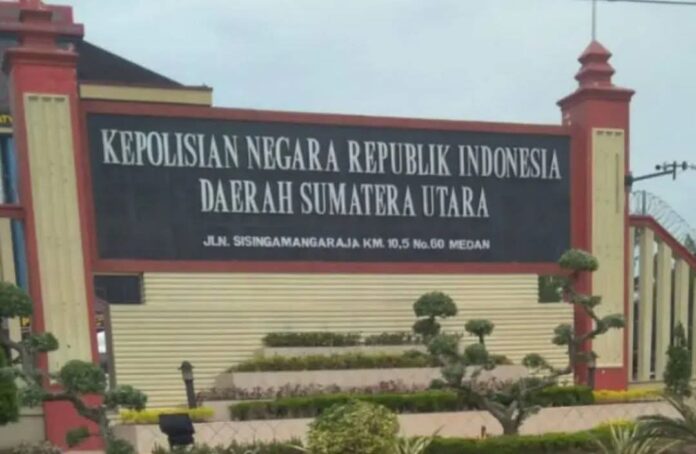 KEPOLISIAN NEGARA REPUBLIK INDONESIA
DAERAH SUMATERA UTARA
JLN. SISINGAMANGARAJA KM. 10,5 No.60 MEDAN